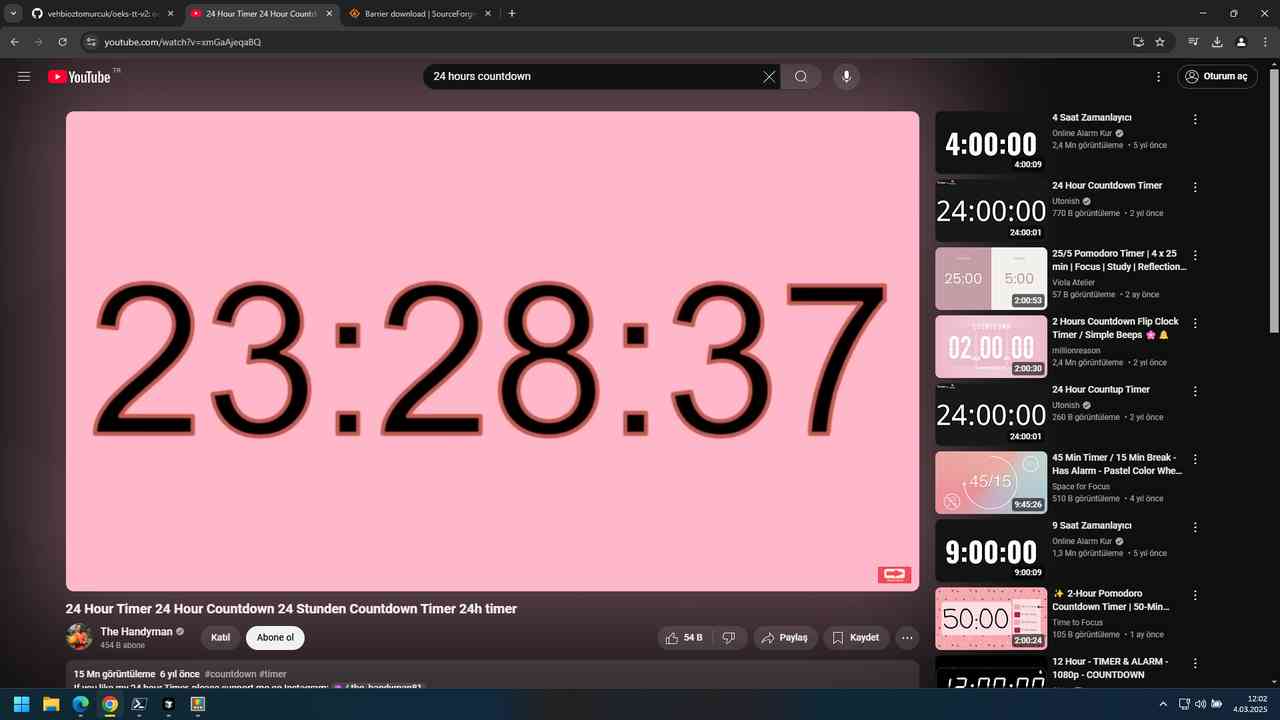 vehbioztomurcuk/oeks-tt-v2:
24 Hour Timer 24 Hour Countd
Barrier download | SourceForg
youtube.com/watch?v=xmGaAjeqaBQ
YouTube TR
24 hours countdown
Oturum aç
23:28:37
24 Hour Timer 24 Hour Countdown 24 Stunden Countdown Timer 24h timer
The Handyman
454 B abone
Katıl
Abone ol
54 B
Paylaş
Kaydet
15 Mn görüntüleme 6 yıl önce #countdown #timer
If you like my 24 hour Timer, please support me on Instagram: / the_handyman81
4:00:00
4:00:09
4 Saat Zamanlayıcı
Online Alarm Kur
2,4 Mn görüntüleme • 5 yıl önce
24:00:00
24:00:01
24 Hour Countdown Timer
Utonish
770 B görüntüleme • 2 yıl önce
25:00
5:00
2:00:53
25/5 Pomodoro Timer | 4 x 25
min | Focus | Study | Reflection...
Viola Atelier
57 B görüntüleme • 2 ay önce
COUNTDOWN
02:00:00
2:00:30
2 Hours Countdown Flip Clock
Timer / Simple Beeps 🌸 🔔
millionreason
2,4 Mn görüntüleme • 2 yıl önce
24:00:00
24:00:01
24 Hour Countup Timer
Utonish
260 B görüntüleme • 2 yıl önce
45/15
9:45:26
45 Min Timer / 15 Min Break -
Has Alarm - Pastel Color Whe...
Space for Focus
510 B görüntüleme • 4 yıl önce
9:00:00
9:00:09
9 Saat Zamanlayıcı
Online Alarm Kur
1,3 Mn görüntüleme • 5 yıl önce
50:00
2:00:24
✨ 2-Hour Pomodoro
Countdown Timer | 50-Min...
Time to Focus
105 B görüntüleme • 1 ay önce
12:00:00
12 Hour - TIMER & ALARM -
1080p - COUNTDOWN
12:02
4.03.2025